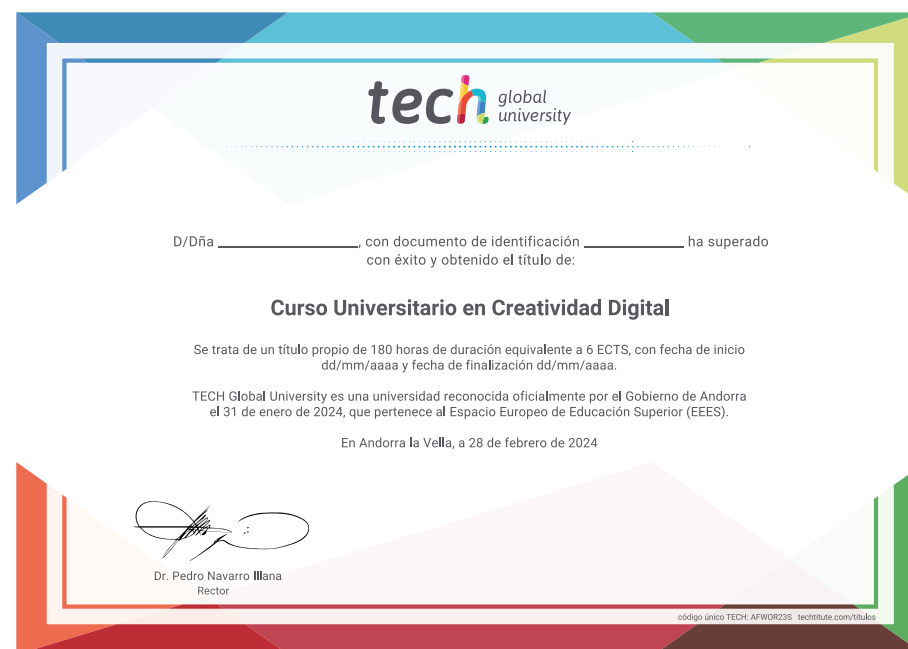 tech global university
D/Dña ____________________, con documento de identificación ______________ ha superado
con éxito y obtenido el título de:
Curso Universitario en Creatividad Digital
Se trata de un título propio de 180 horas de duración equivalente a 6 ECTS, con fecha de inicio
dd/mm/aaaa y fecha de finalización dd/mm/aaaa.
TECH Global University es una universidad reconocida oficialmente por el Gobierno de Andorra
el 31 de enero de 2024, que pertenece al Espacio Europeo de Educación Superior (EEES).
En Andorra la Vella, a 28 de febrero de 2024
Dr. Pedro Navarro Illana
Rector
código único TECH: AFWOR23S techtitute.com/titulos